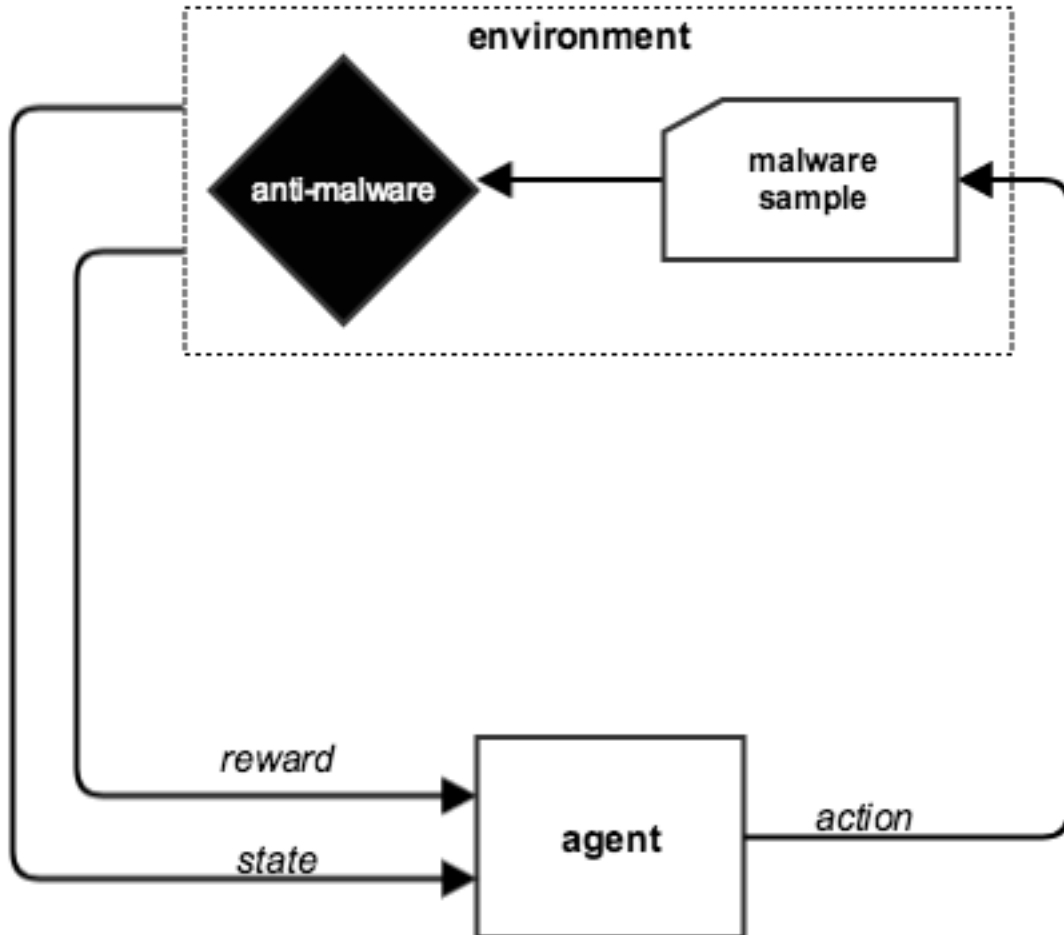 environment
anti-malware
malware
sample
reward
state
agent
action